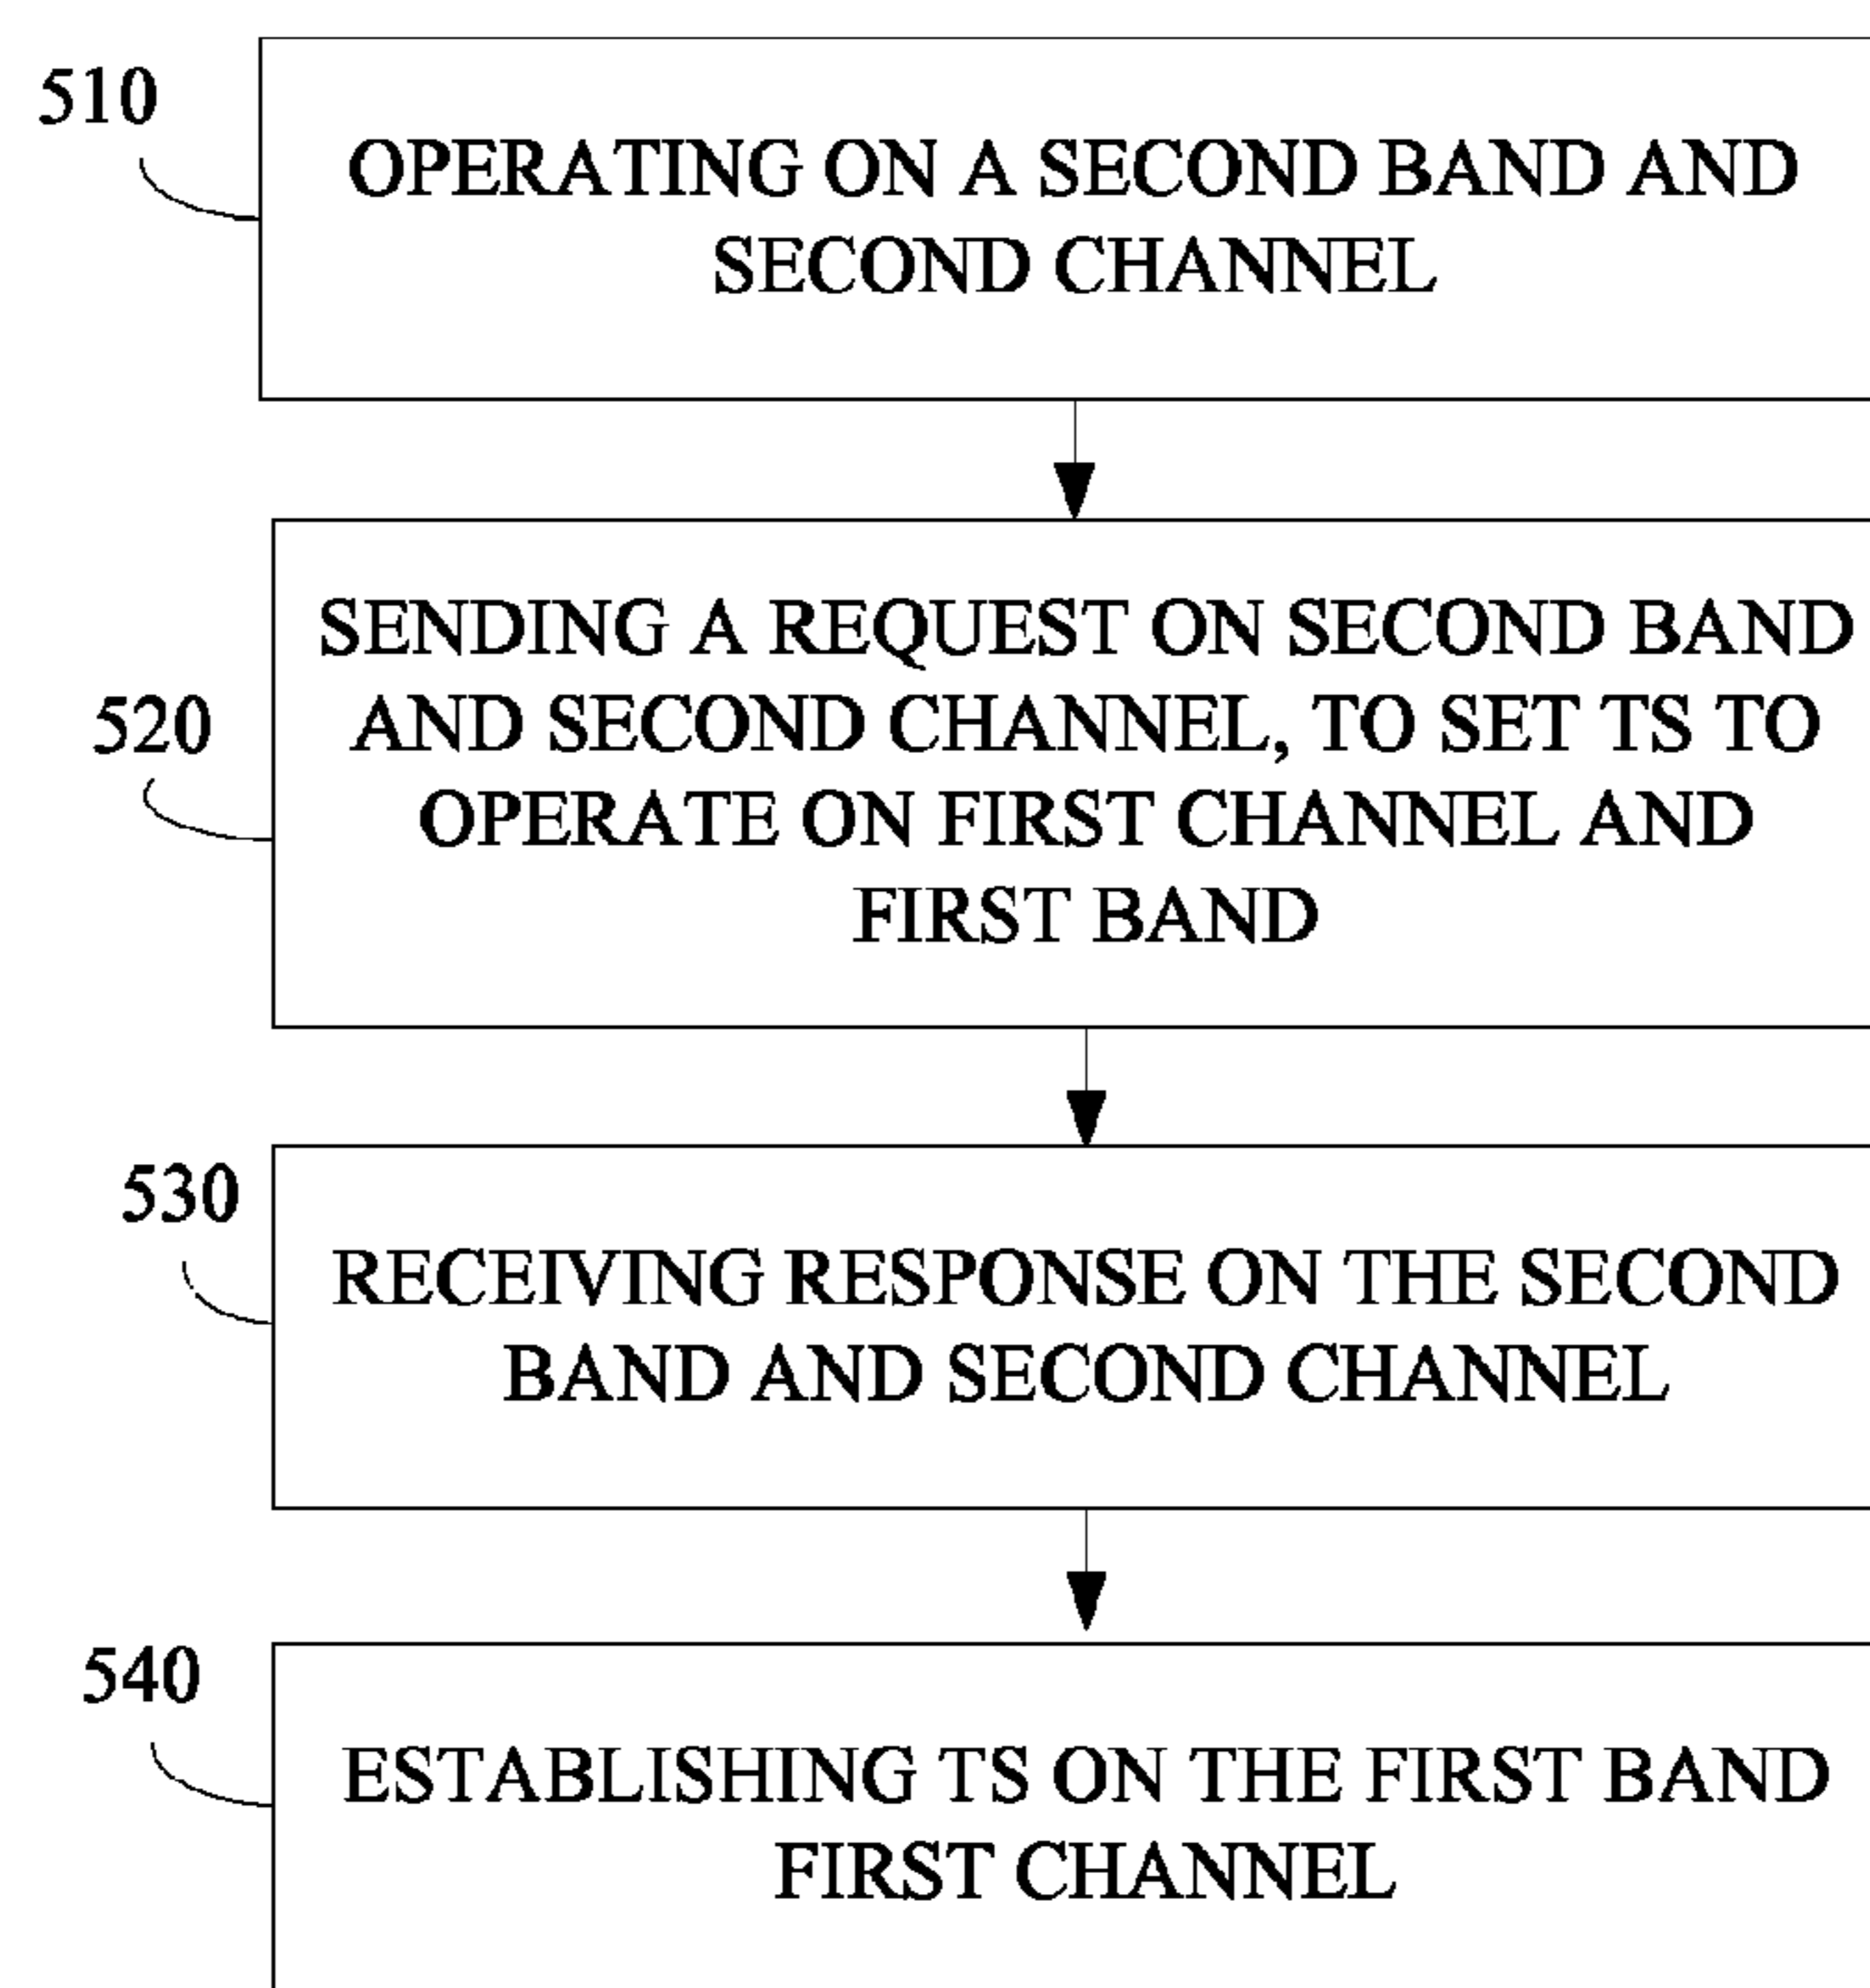 510
OPERATING ON A SECOND BAND AND
SECOND CHANNEL
SENDING A REQUEST ON SECOND BAND
520
AND SECOND CHANNEL, TO SET TS TO
OPERATE ON FIRST CHANNEL AND
FIRST BAND
530
RECEIVING RESPONSE ON THE SECOND
BAND AND SECOND CHANNEL
540
ESTABLISHING TS ON THE FIRST BAND
FIRST CHANNEL